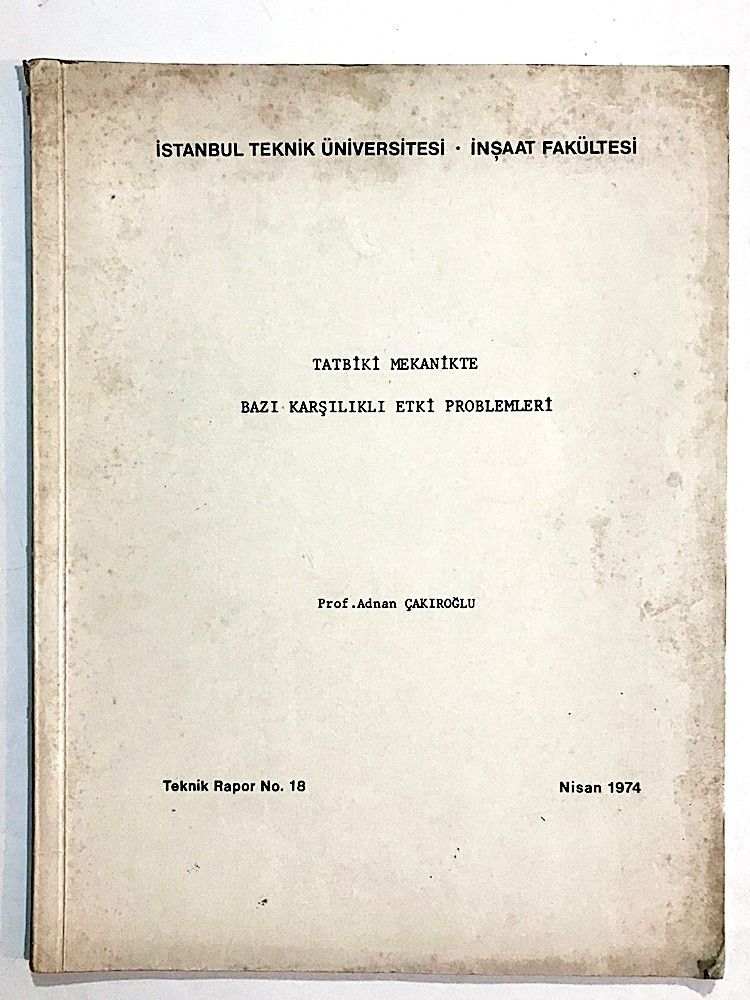 İSTANBUL TEKNİK ÜNİVERSİTESİ · İNŞAAT FAKÜLTESİ
TATBİKİ MEKANİKTE
BAZI KARŞILIKLI ETKİ PROBLEMLERİ
Prof.Adnan ÇAKIROĞLU
Teknik Rapor No. 18
Nisan 1974